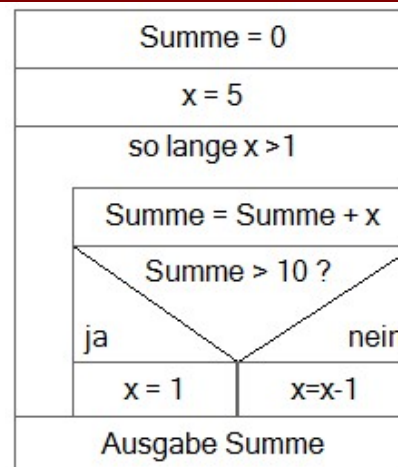 Summe = 0
x = 5
so lange x >1
Summe = Summe + x
Summe > 10 ?
ja nein
x = 1 x=x-1
Ausgabe Summe